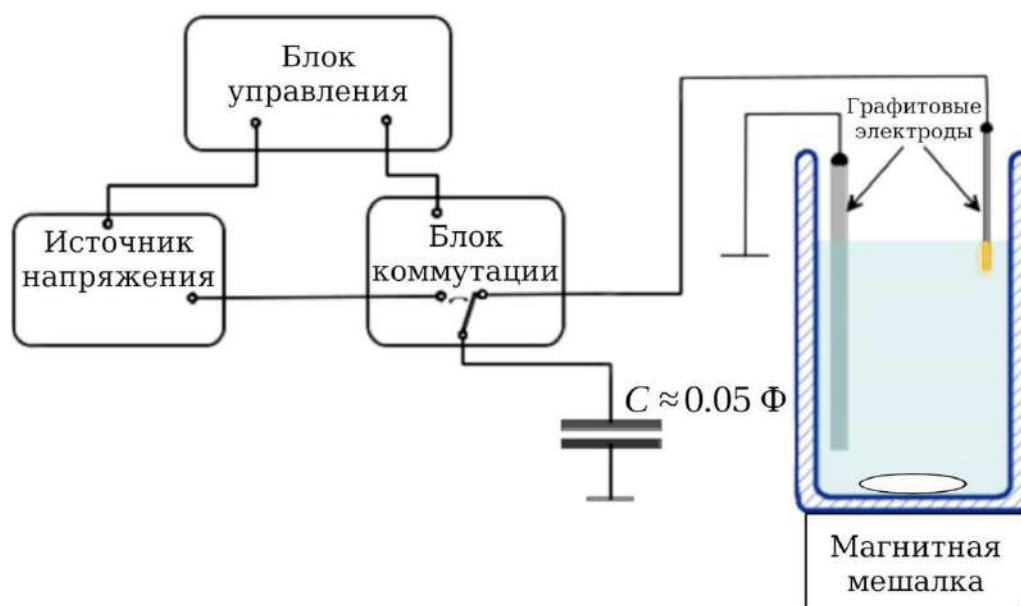 Блок
управления
Источник
напряжения
Блок
коммутации
Графитовые
электроды
C ≈ 0.05 Ф
Магнитная
мешалка